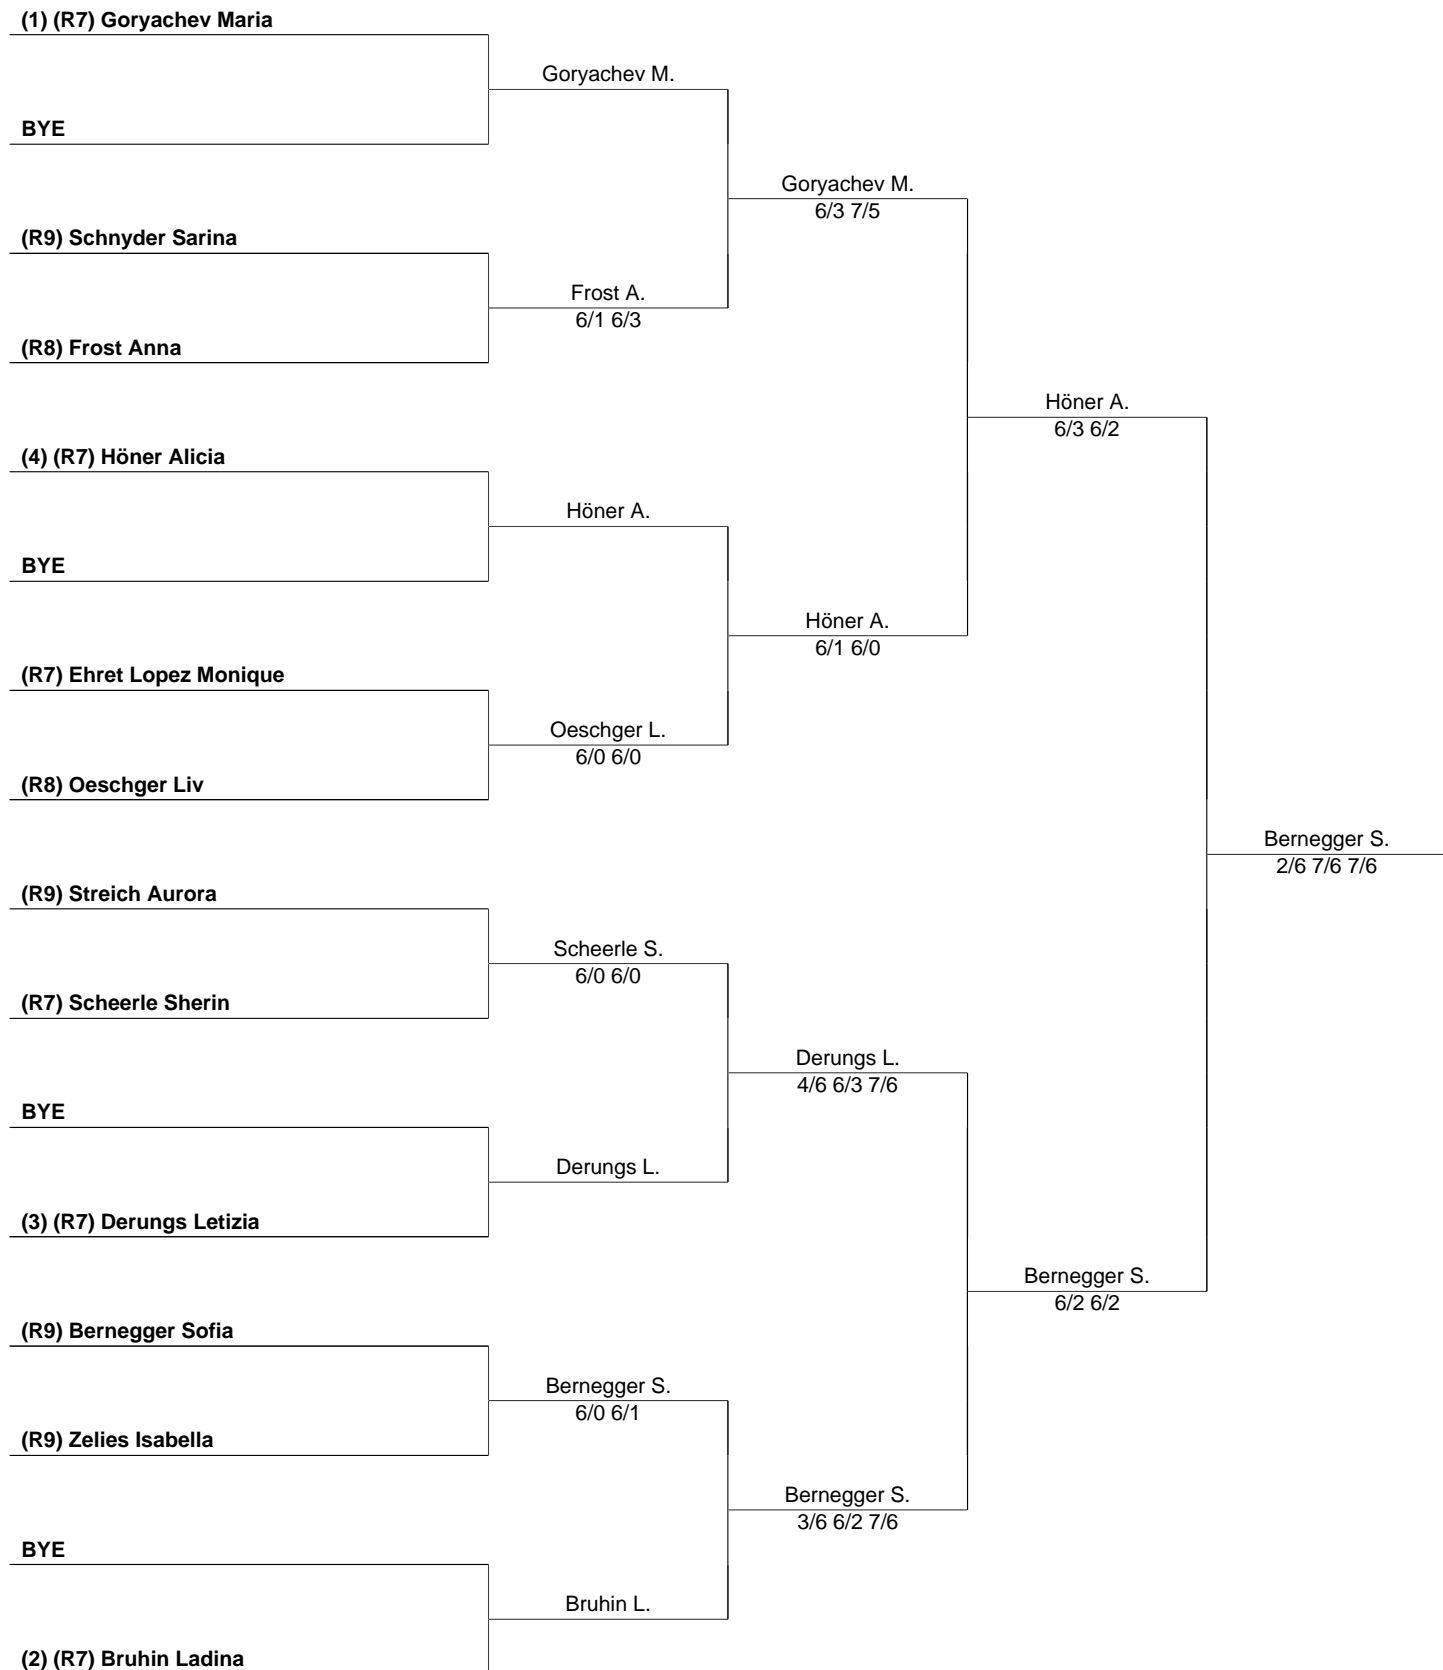 (1) (R7) Goryachev Maria
Goryachev M.
BYE
Goryachev M.
6/3 7/5
(R9) Schnyder Sarina
Frost A.
6/1 6/3
(R8) Frost Anna
Höner A.
6/3 6/2
(4) (R7) Höner Alicia
Höner A.
BYE
Höner A.
6/1 6/0
(R7) Ehret Lopez Monique
Oeschger L.
6/0 6/0
(R8) Oeschger Liv
Bernegger S.
2/6 7/6 7/6
(R9) Streich Aurora
Scheerle S.
6/0 6/0
(R7) Scheerle Sherin
Derungs L.
4/6 6/3 7/6
BYE
Derungs L.
(3) (R7) Derungs Letizia
Bernegger S.
6/2 6/2
(R9) Bernegger Sofia
Bernegger S.
6/0 6/1
(R9) Zelies Isabella
Bernegger S.
3/6 6/2 7/6
BYE
Bruhin L.
(2) (R7) Bruhin Ladina